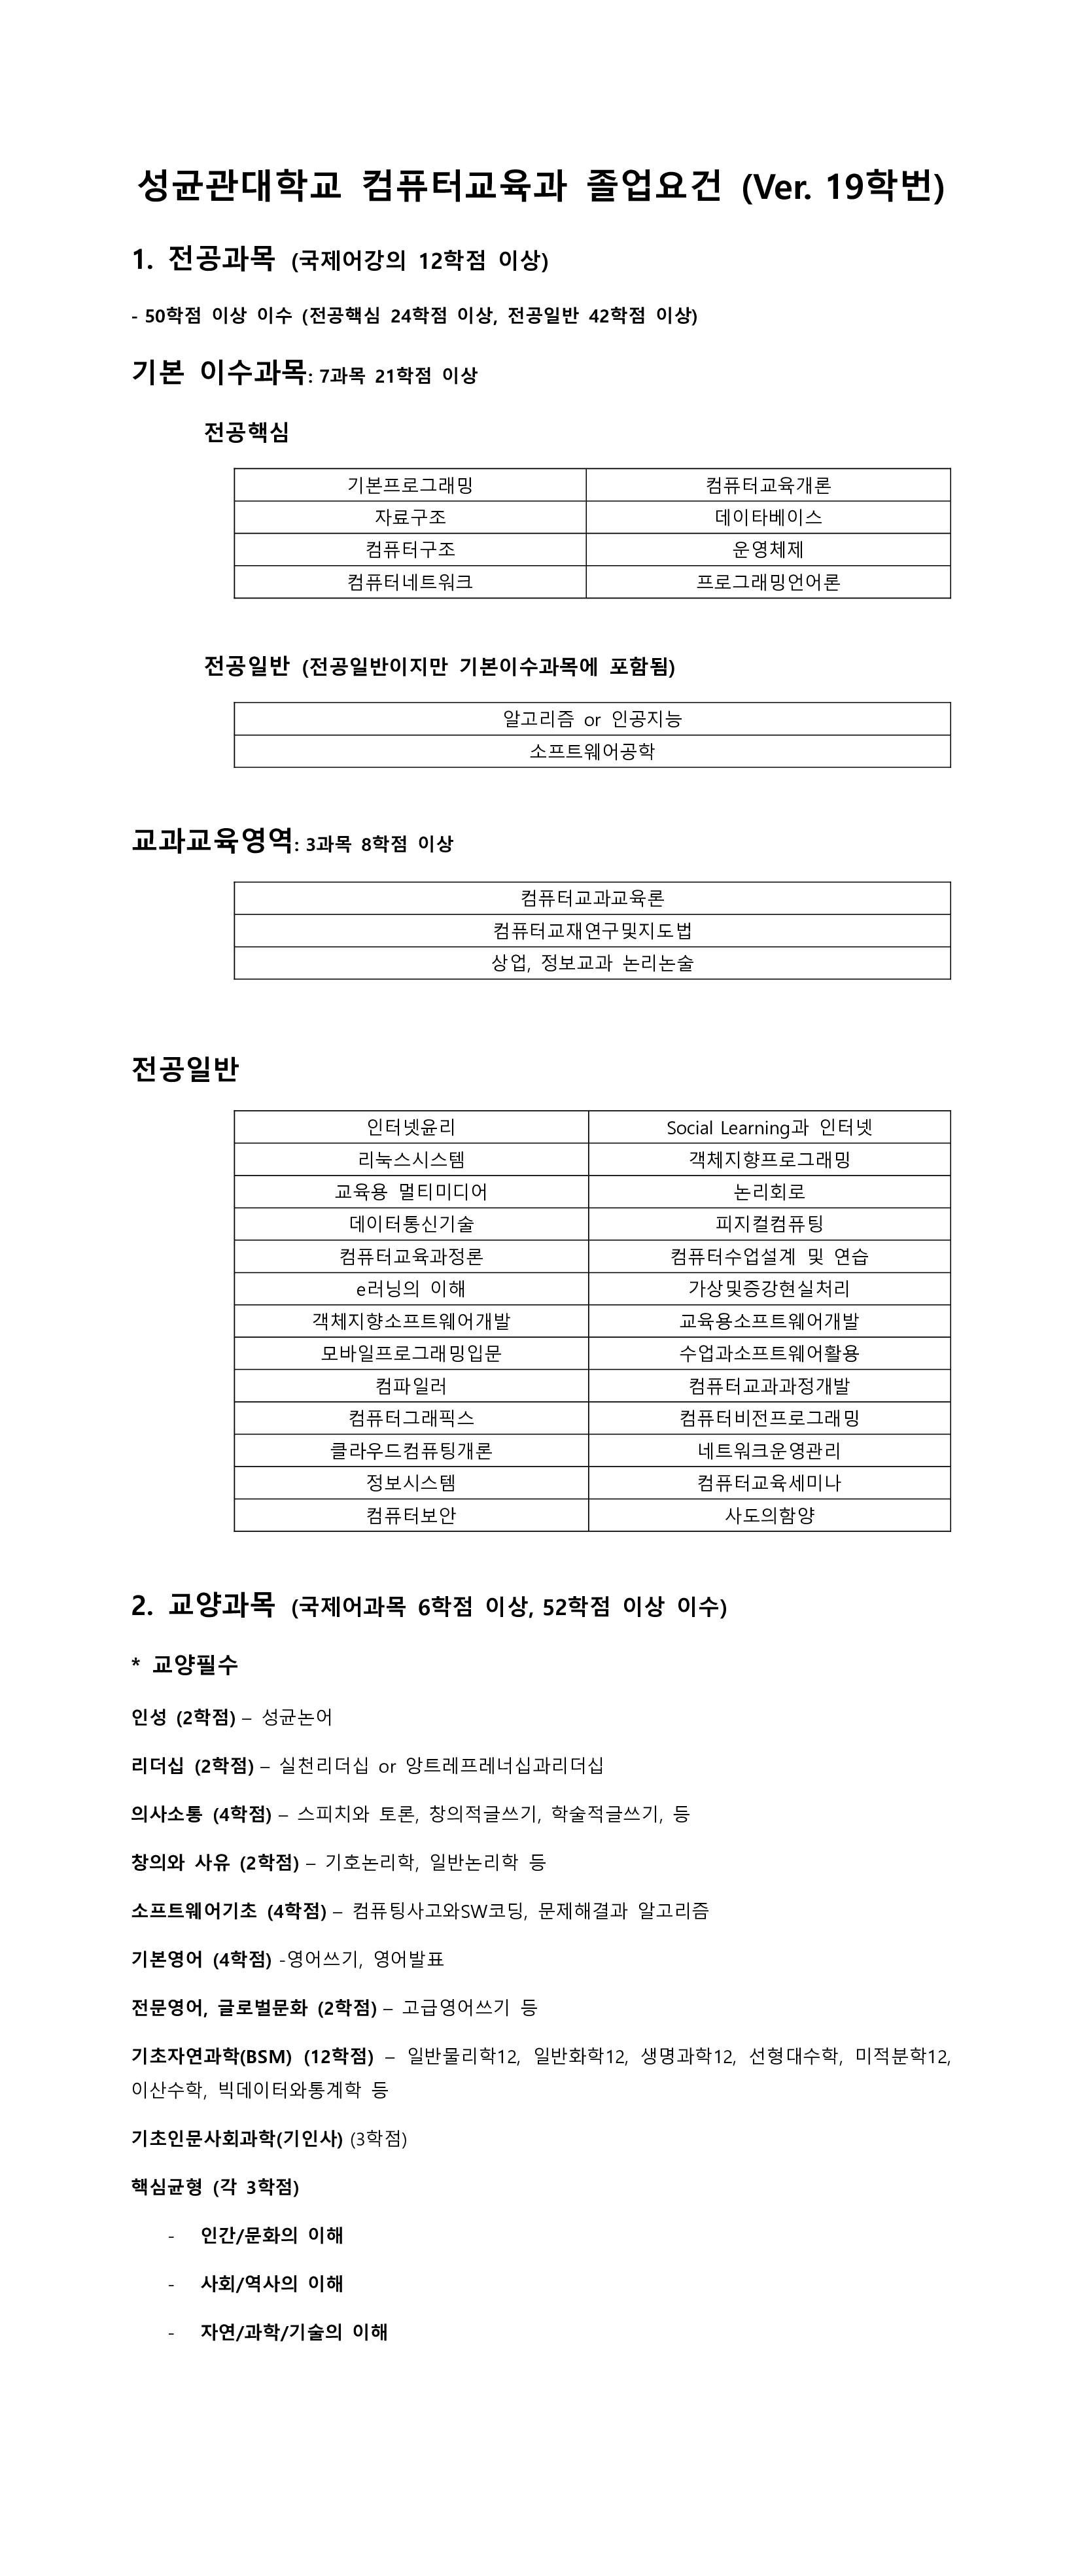 성균관대학교 컴퓨터교육과 졸업요건 (Ver. 19학번)
1. 전공과목 (국제어강의 12학점 이상)
- 50학점 이상 이수 (전공핵심 24학점 이상, 전공일반 42학점 이상)
기본 이수과목: 7과목 21학점 이상
전공핵심
기본프로그래밍 컴퓨터교육개론
자료구조 데이타베이스
컴퓨터구조 운영체제
컴퓨터네트워크 프로그래밍언어론
전공일반 (전공일반이지만 기본이수과목에 포함됨)
알고리즘 or 인공지능
소프트웨어공학
교과교육영역: 3과목 8학점 이상
컴퓨터교과교육론
컴퓨터교재연구및지도법
상업, 정보교과 논리논술
전공일반
인터넷윤리 Social Learning과 인터넷
리눅스시스템 객체지향프로그래밍
교육용 멀티미디어 논리회로
데이터통신기술 피지컬컴퓨팅
컴퓨터교육과정론 컴퓨터수업설계 및 연습
e러닝의 이해 가상및증강현실처리
객체지향소프트웨어개발 교육용소프트웨어개발
모바일프로그래밍입문 수업과소프트웨어활용
컴파일러 컴퓨터교과과정개발
컴퓨터그래픽스 컴퓨터비전프로그래밍
클라우드컴퓨팅개론 네트워크운영관리
정보시스템 컴퓨터교육세미나
컴퓨터보안 사도의함양
2. 교양과목 (국제어과목 6학점 이상, 52학점 이상 이수)
* 교양필수
인성 (2학점) – 성균논어
리더십 (2학점) – 실천리더십 or 앙트레프레너십과리더십
의사소통 (4학점) – 스피치와 토론, 창의적글쓰기, 학술적글쓰기, 등
창의와 사유 (2학점) – 기호논리학, 일반논리학 등
소프트웨어기초 (4학점) – 컴퓨팅사고와SW코딩, 문제해결과 알고리즘
기본영어 (4학점) -영어쓰기, 영어발표
전문영어, 글로벌문화 (2학점) – 고급영어쓰기 등
기초자연과학(BSM) (12학점) – 일반물리학12, 일반화학12, 생명과학12, 선형대수학, 미적분학12,
이산수학, 빅데이터와통계학 등
기초인문사회과학(기인사) (3학점)
핵심균형 (각 3학점)
- 인간/문화의 이해
- 사회/역사의 이해
- 자연/과학/기술의 이해